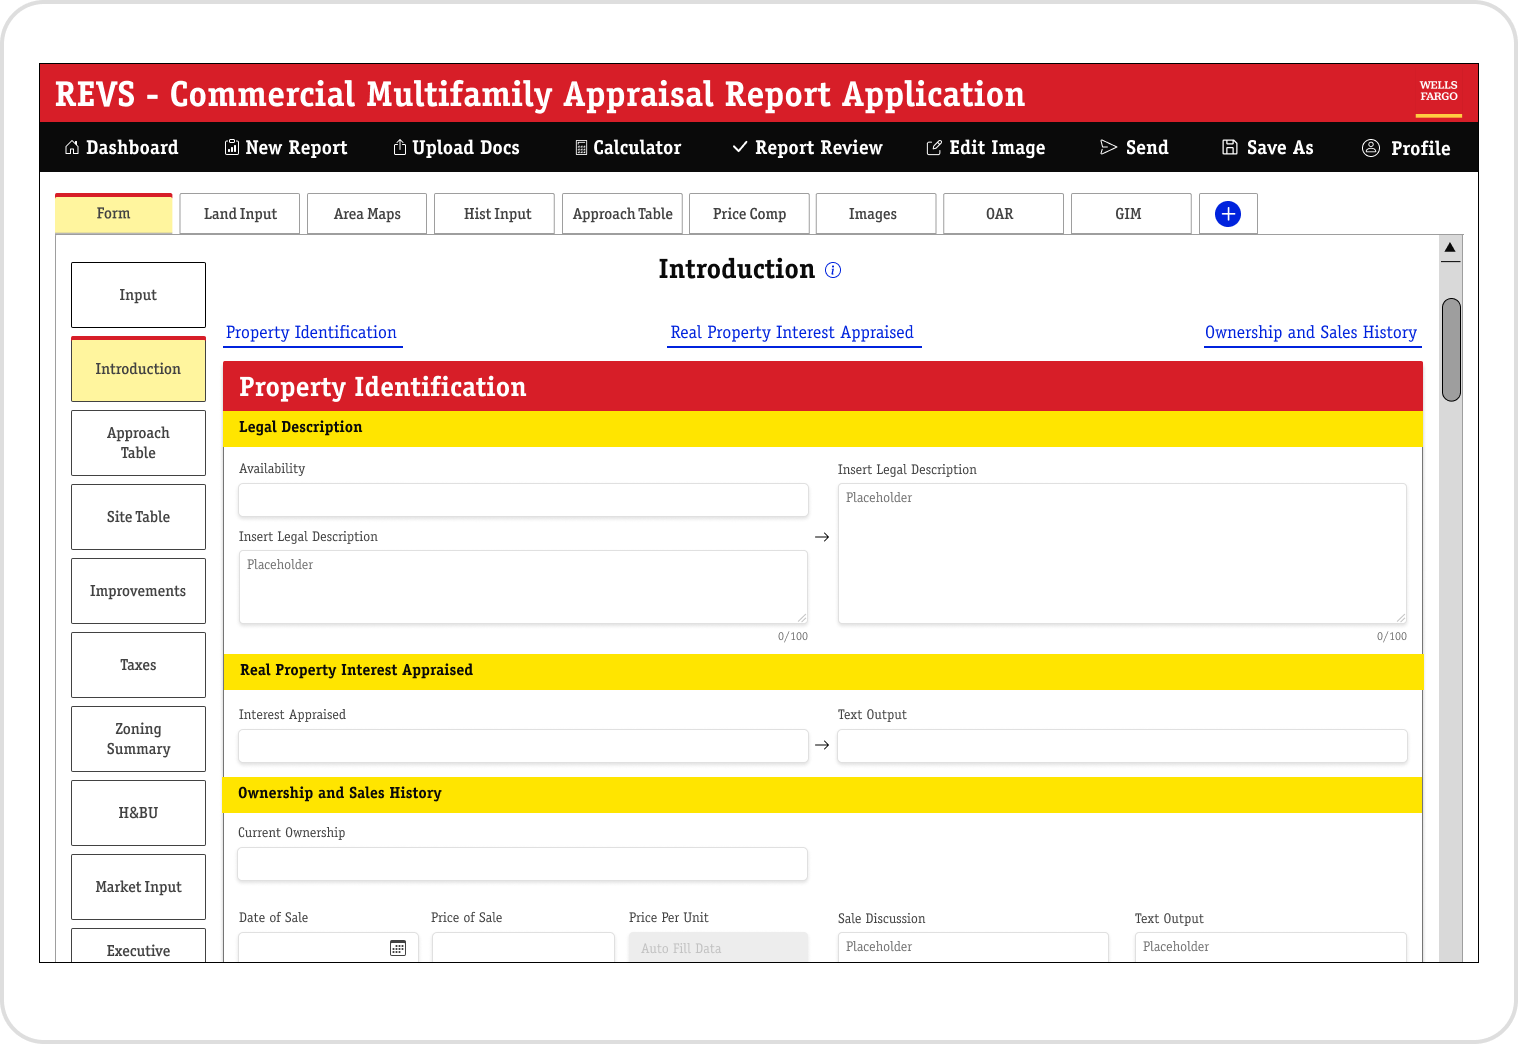 REVS - Commercial Multifamily Appraisal Report Application
WELLS
FARGO
Dashboard
New Report
Upload Docs
Calculator
Report Review
Edit Image
Send
Save As
Profile
Form
Land Input
Area Maps
Hist Input
Approach Table
Price Comp
Images
OAR
GIM
Input
Introduction
Approach
Table
Site Table
Improvements
Taxes
Zoning
Summary
H&BU
Market Input
Executive
Introduction
Property Identification
Real Property Interest Appraised
Ownership and Sales History
Property Identification
Legal Description
Availability
Insert Legal Description
Placeholder
0/100
Insert Legal Description
Placeholder
0/100
Real Property Interest Appraised
Interest Appraised
Text Output
Ownership and Sales History
Current Ownership
Date of Sale
Price of Sale
Price Per Unit
Auto Fill Data
Sale Discussion
Placeholder
Text Output
Placeholder